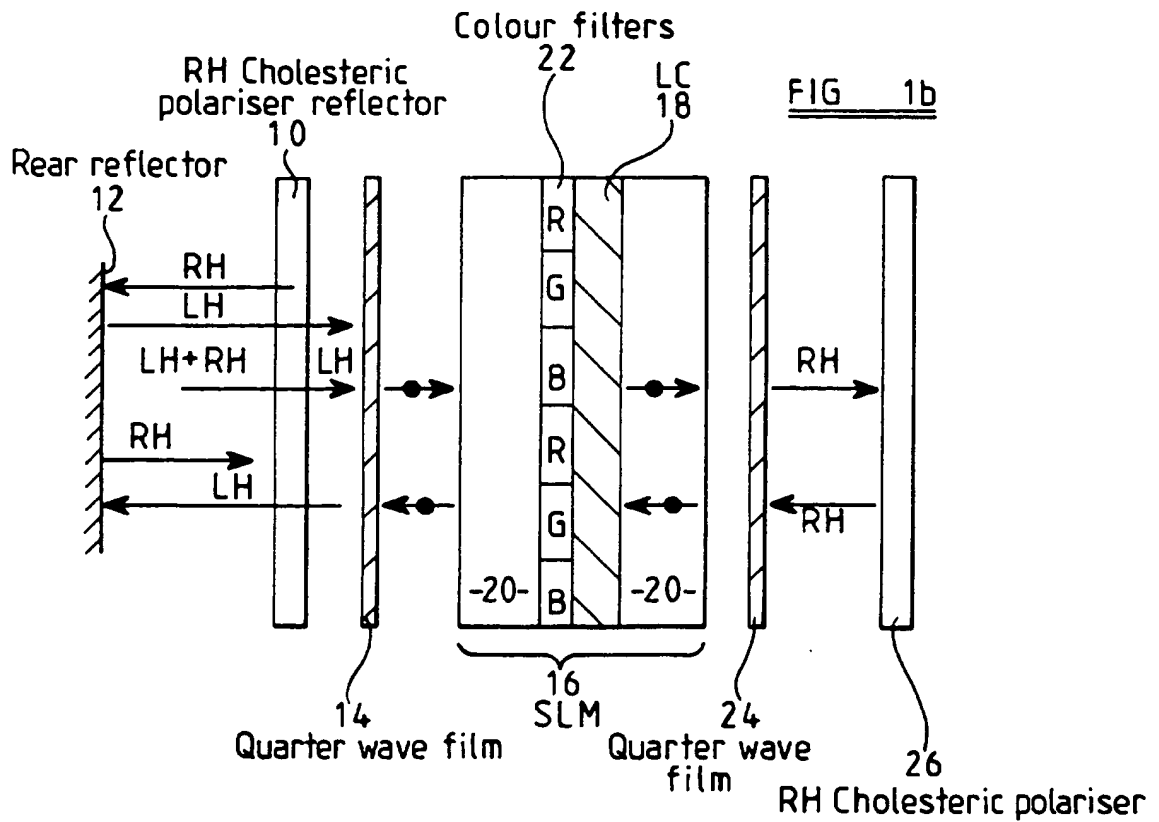 Colour filters
22
RH Cholesteric
polariser reflector
10
LC
18
FIG 1b
Rear reflector
12
RH
LH
LH+RH
LH
RH
LH
R
G
B
R
G
B
-20-
-20-
RH
RH
16
SLM
14
Quarter wave film
24
Quarter wave
film
26
RH Cholesteric polariser